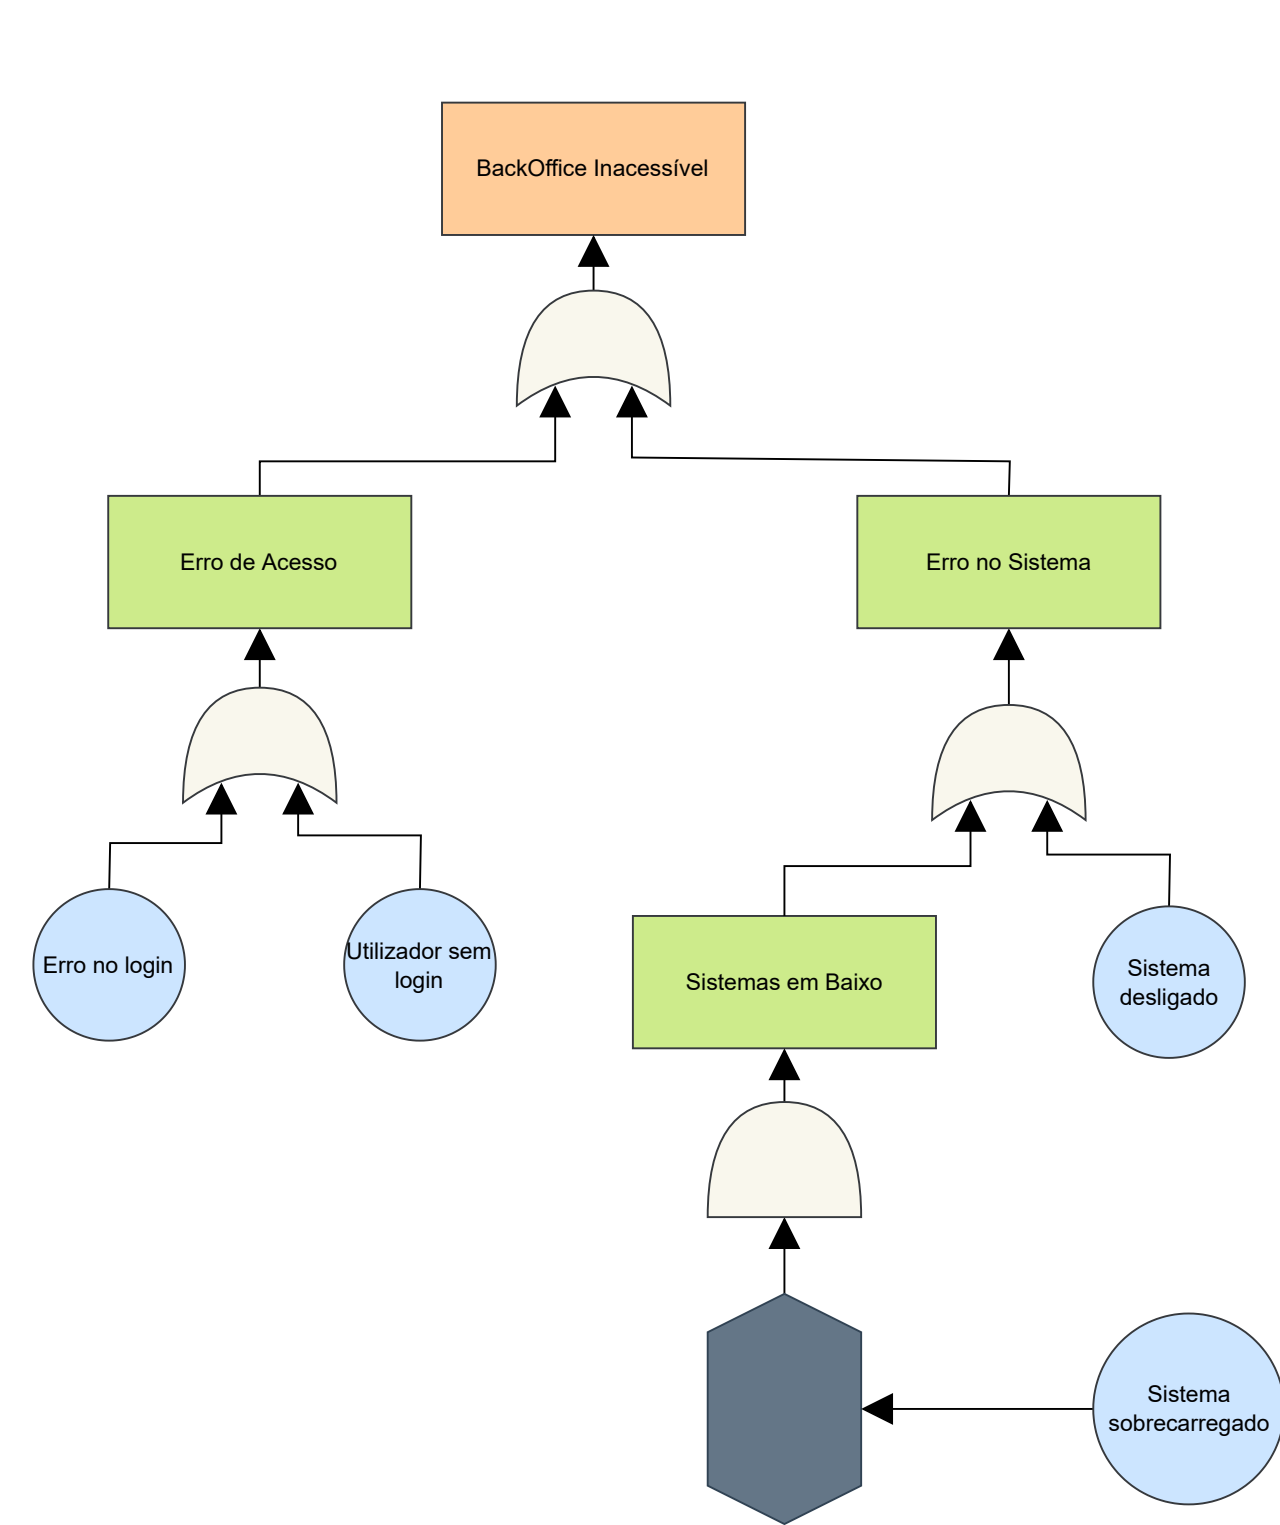 BackOffice Inacessível
Erro de Acesso
Erro no Sistema
Erro no login
Utilizador sem
login
Sistemas em Baixo
Sistema
desligado
Sistema
sobrecarregado